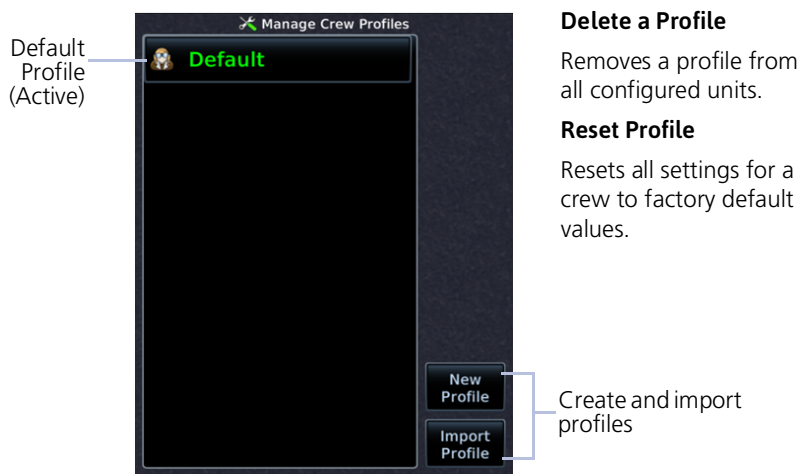 Manage Crew Profiles
Default
Profile
(Active)
Default
New
Profile
Import
Profile
Delete a Profile
Removes a profile from
all configured units.
Reset Profile
Resets all settings for a
crew to factory default
values.
Create and import
profiles